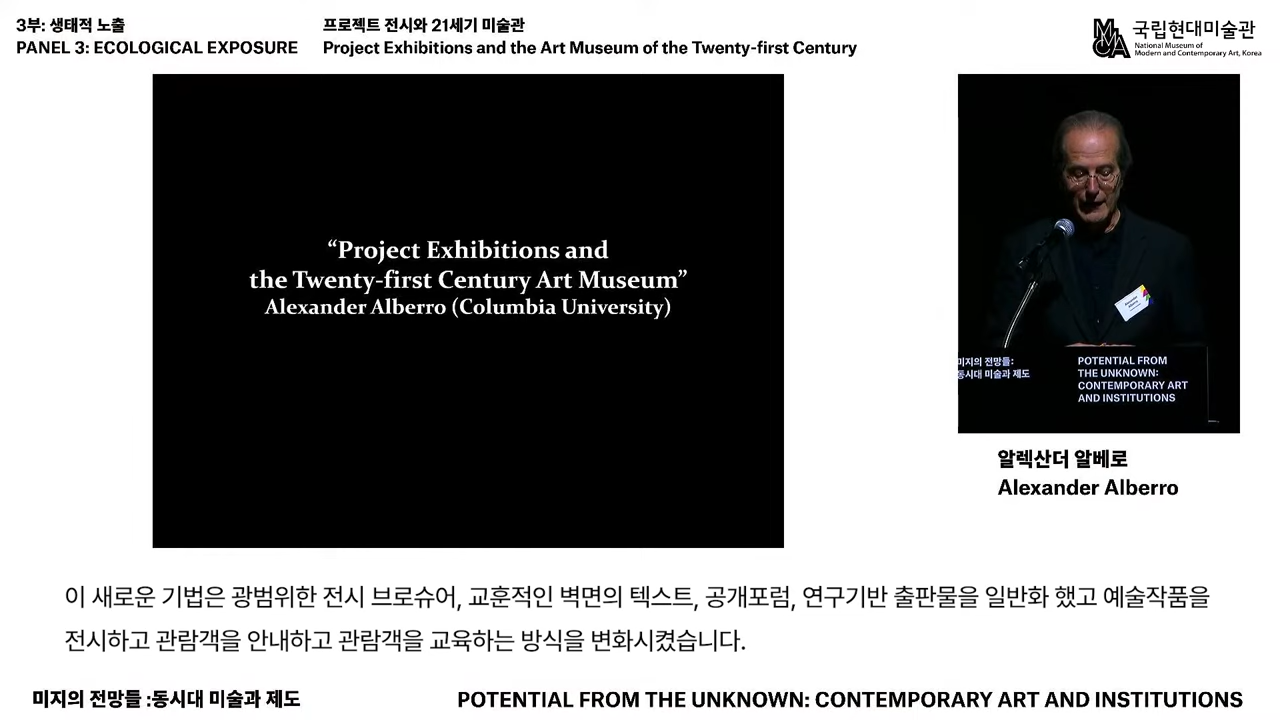 3부: 생태적 노출
PANEL 3: ECOLOGICAL EXPOSURE
프로젝트 전시와 21세기 미술관
Project Exhibitions and the Art Museum of the Twenty-first Century
MMCA
국립현대미술관
National Museum of
Modern and Contemporary Art, Korea
“Project Exhibitions and
the Twenty-first Century Art Museum”
Alexander Alberro (Columbia University)
미지의 전망들:
동시대 미술과 제도
POTENTIAL FROM
THE UNKNOWN:
CONTEMPORARY ART
AND INSTITUTIONS
알렉산더 알베로
Alexander Alberro
이 새로운 기법은 광범위한 전시 브로슈어, 교훈적인 벽면의 텍스트, 공개포럼, 연구기반 출판물을 일반화 했고 예술작품을
전시하고 관람객을 안내하고 관람객을 교육하는 방식을 변화시켰습니다.
미지의 전망들 :동시대 미술과 제도
POTENTIAL FROM THE UNKNOWN: CONTEMPORARY ART AND INSTITUTIONS